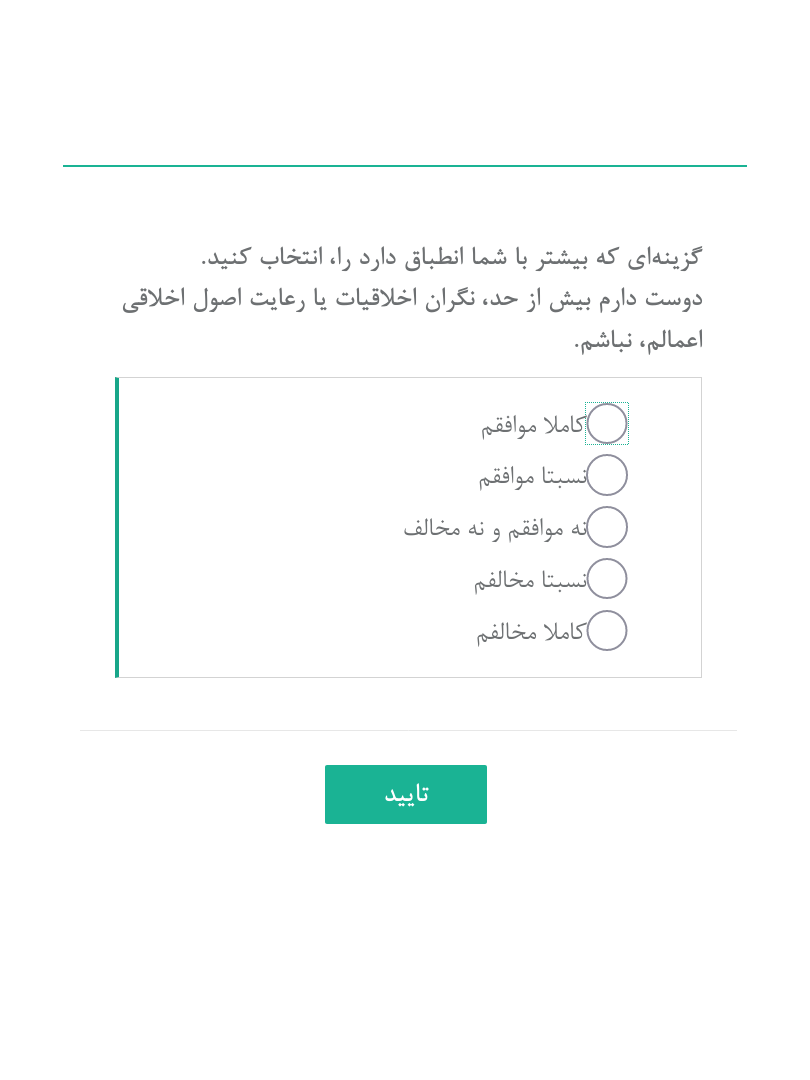 گزینه‌ای که بیشتر با شما انطباق دارد را، انتخاب کنید.
دوست دارم بیش از حد، نگران اخلاقیات یا رعایت اصول اخلاقی
اعمالم، نباشم.
کاملا موافقم
نسبتا موافقم
نه موافقم و نه مخالف
نسبتا مخالفم
کاملا مخالفم
تایید